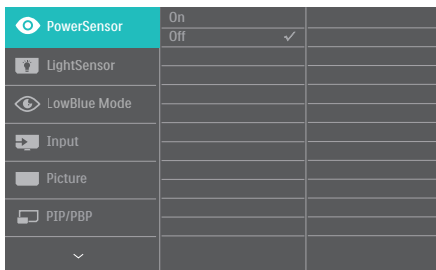 PowerSensor
On
Off
LightSensor
LowBlue Mode
Input
Picture
PIP/PBP